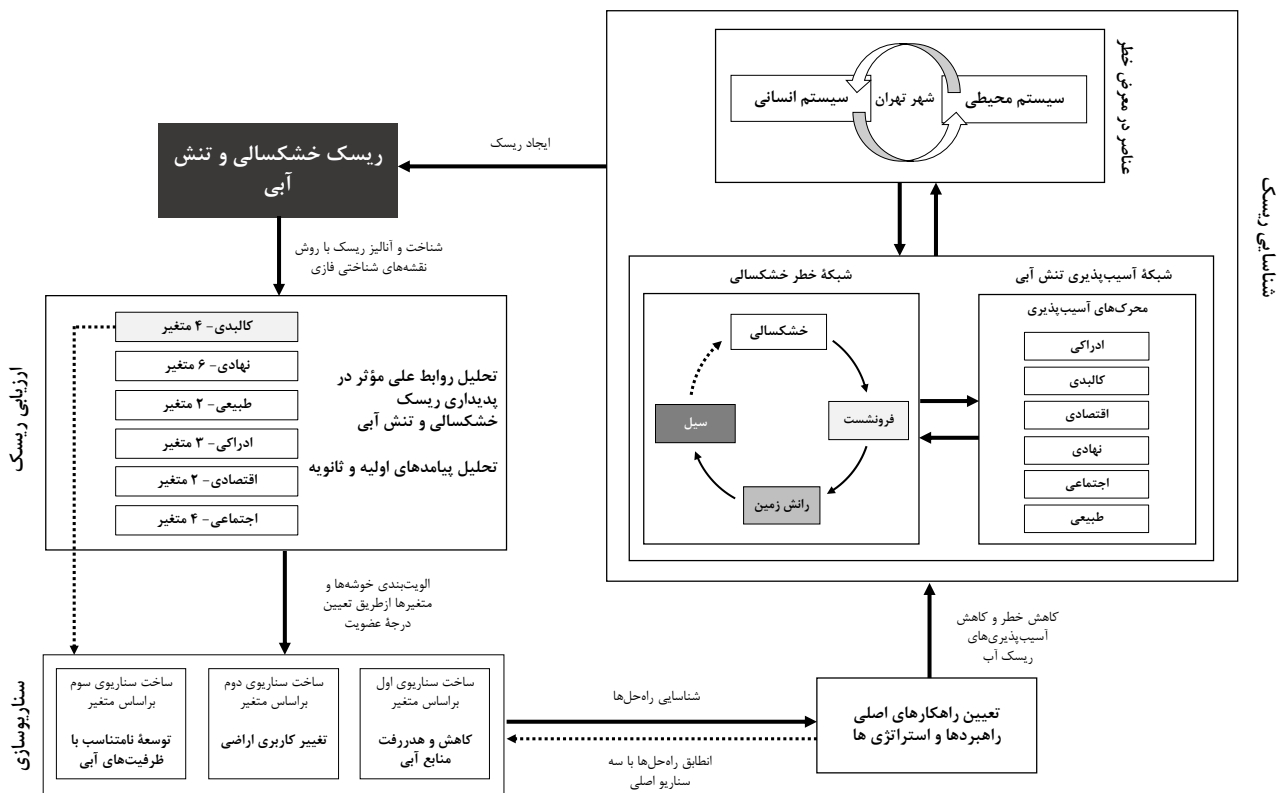 شناسایی ریسک
عناصر در معرض خطر
سیستم محیطی
شهر تهران
سیستم انسانی
ایجاد ریسک
ریسک خشکسالی و تنش
آبی
شبکهٔ آسیب‌پذیری تنش آبی
محرک‌های آسیب‌پذیری
ادراکی
کالبدی
اقتصادی
نهادی
اجتماعی
طبیعی
شبکهٔ خطر خشکسالی
خشکسالی
فرونشست
رانش زمین
سیل
شناخت و آنالیز ریسک با روش
نقشه‌های شناختی فازی
ارزیابی ریسک
تحلیل روابط علی مؤثر در
پدیداری ریسک
خشکسالی و تنش آبی
تحلیل پیامدهای اولیه و ثانویه
کالبدی- ۴ متغیر
نهادی- ۶ متغیر
طبیعی- ۲ متغیر
ادراکی- ۳ متغیر
اقتصادی- ۲ متغیر
اجتماعی- ۴ متغیر
الویت‌بندی خوشه‌ها و
متغیرها ازطریق تعیین
درجهٔ عضویت
سناریوسازی
ساخت سناریوی اول
براساس متغیر
کاهش و هدررفت
منابع آبی
ساخت سناریوی دوم
براساس متغیر
تغییر کاربری اراضی
ساخت سناریوی سوم
براساس متغیر
توسعهٔ نامتناسب با
ظرفیت‌های آبی
شناسایی راه‌حل‌ها
انطابق راه‌حل‌ها با سه
سناریو اصلی
تعیین راهکارهای اصلی
راهبردها و استراتژی ها
کاهش خطر و کاهش
آسیب‌پذیری‌های
ریسک آب